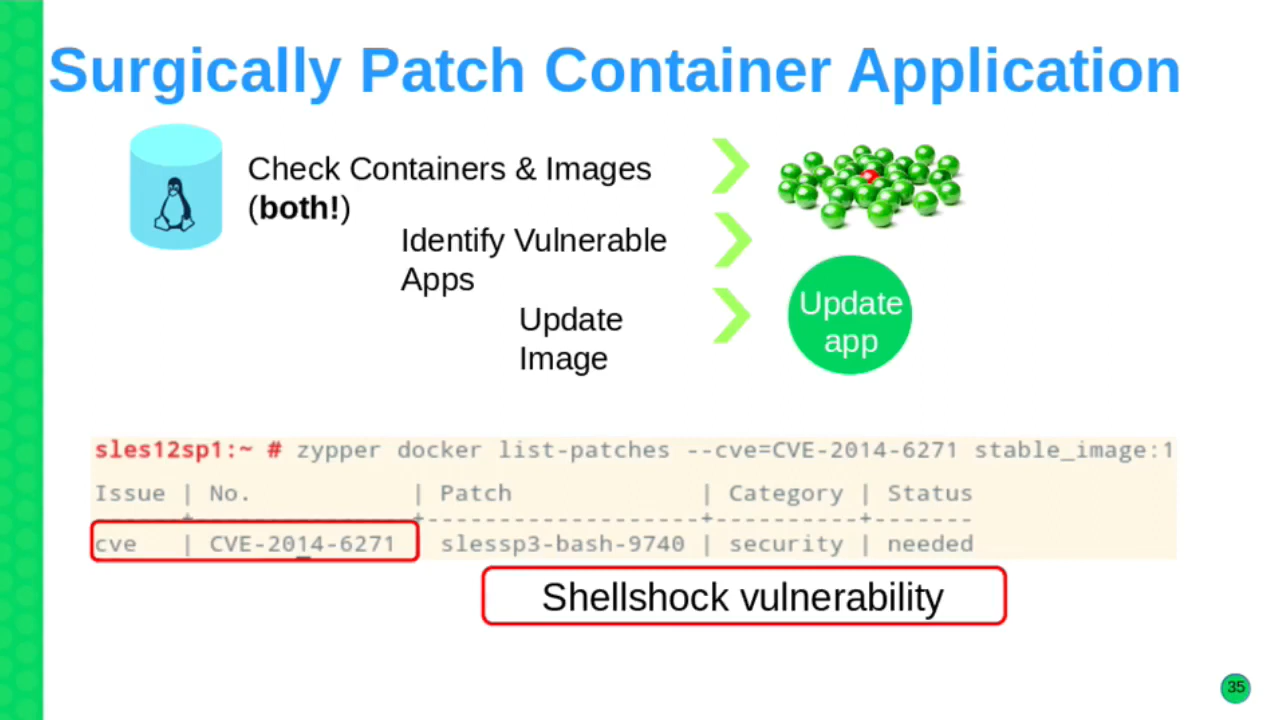 Surgically Patch Container Application
Check Containers & Images
(both!)
Identify Vulnerable
Apps
Update
Image
Update
app
sles12sp1:~ # zypper docker list-patches --cve=CVE-2014-6271 stable_image:1
Issue | No.            | Patch             | Category | Status
------+----------------+-------------------+----------+-------
cve   | CVE-2014-6271    slessp3-bash-9740 | security | needed
Shellshock vulnerability
35